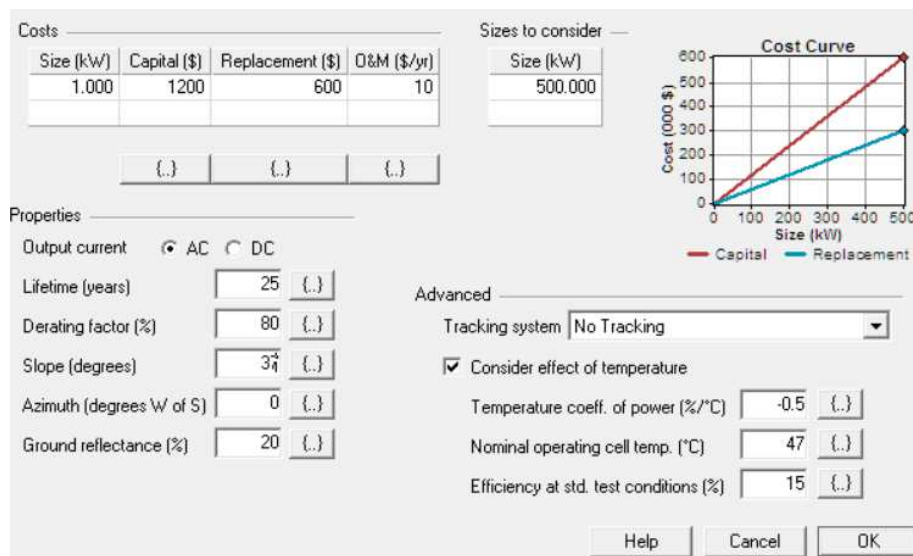 Costs
Size (kW) Capital ($) Replacement ($) O&M ($/yr)
1.000 1200 600 10
{..} {..} {..}
Sizes to consider
Size (kW)
500.000
Cost Curve
Cost (000 $)
600
500
400
300
200
100
0
0 100 200 300 400 500
Size (kW)
Capital Replacement
Properties
Output current AC DC
Lifetime (years) 25 {..}
Derating factor (%) 80 {..}
Slope (degrees) {..}
Azimuth (degrees W of S) 0 {..}
Ground reflectance (%) 20 {..}
Advanced
Tracking system No Tracking
Consider effect of temperature
Temperature coeff. of power (%/°C) -0.5 {..}
Nominal operating cell temp. (°C) 47 {..}
Efficiency at std. test conditions (%) 15 {..}
Help Cancel OK